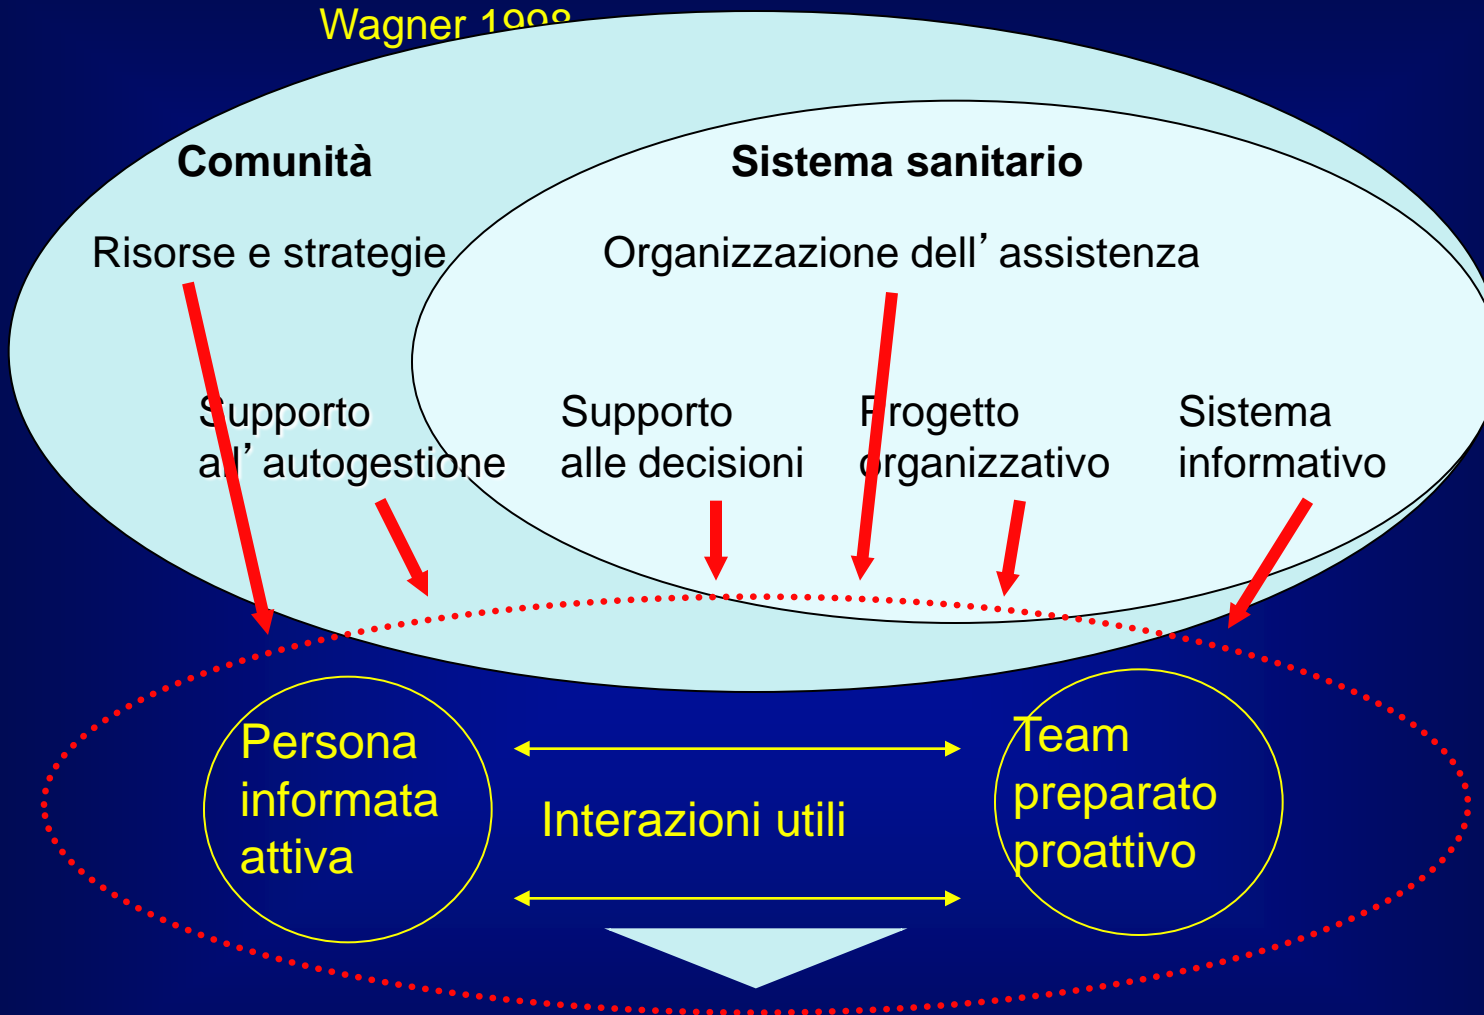 Wagner 1998
Comunità
Sistema sanitario
Risorse e strategie
Organizzazione dell’ assistenza
Supporto
all’ autogestione
Supporto
alle decisioni
Progetto
organizzativo
Sistema
informativo
Persona
informata
attiva
Interazioni utili
Team
preparato
proattivo